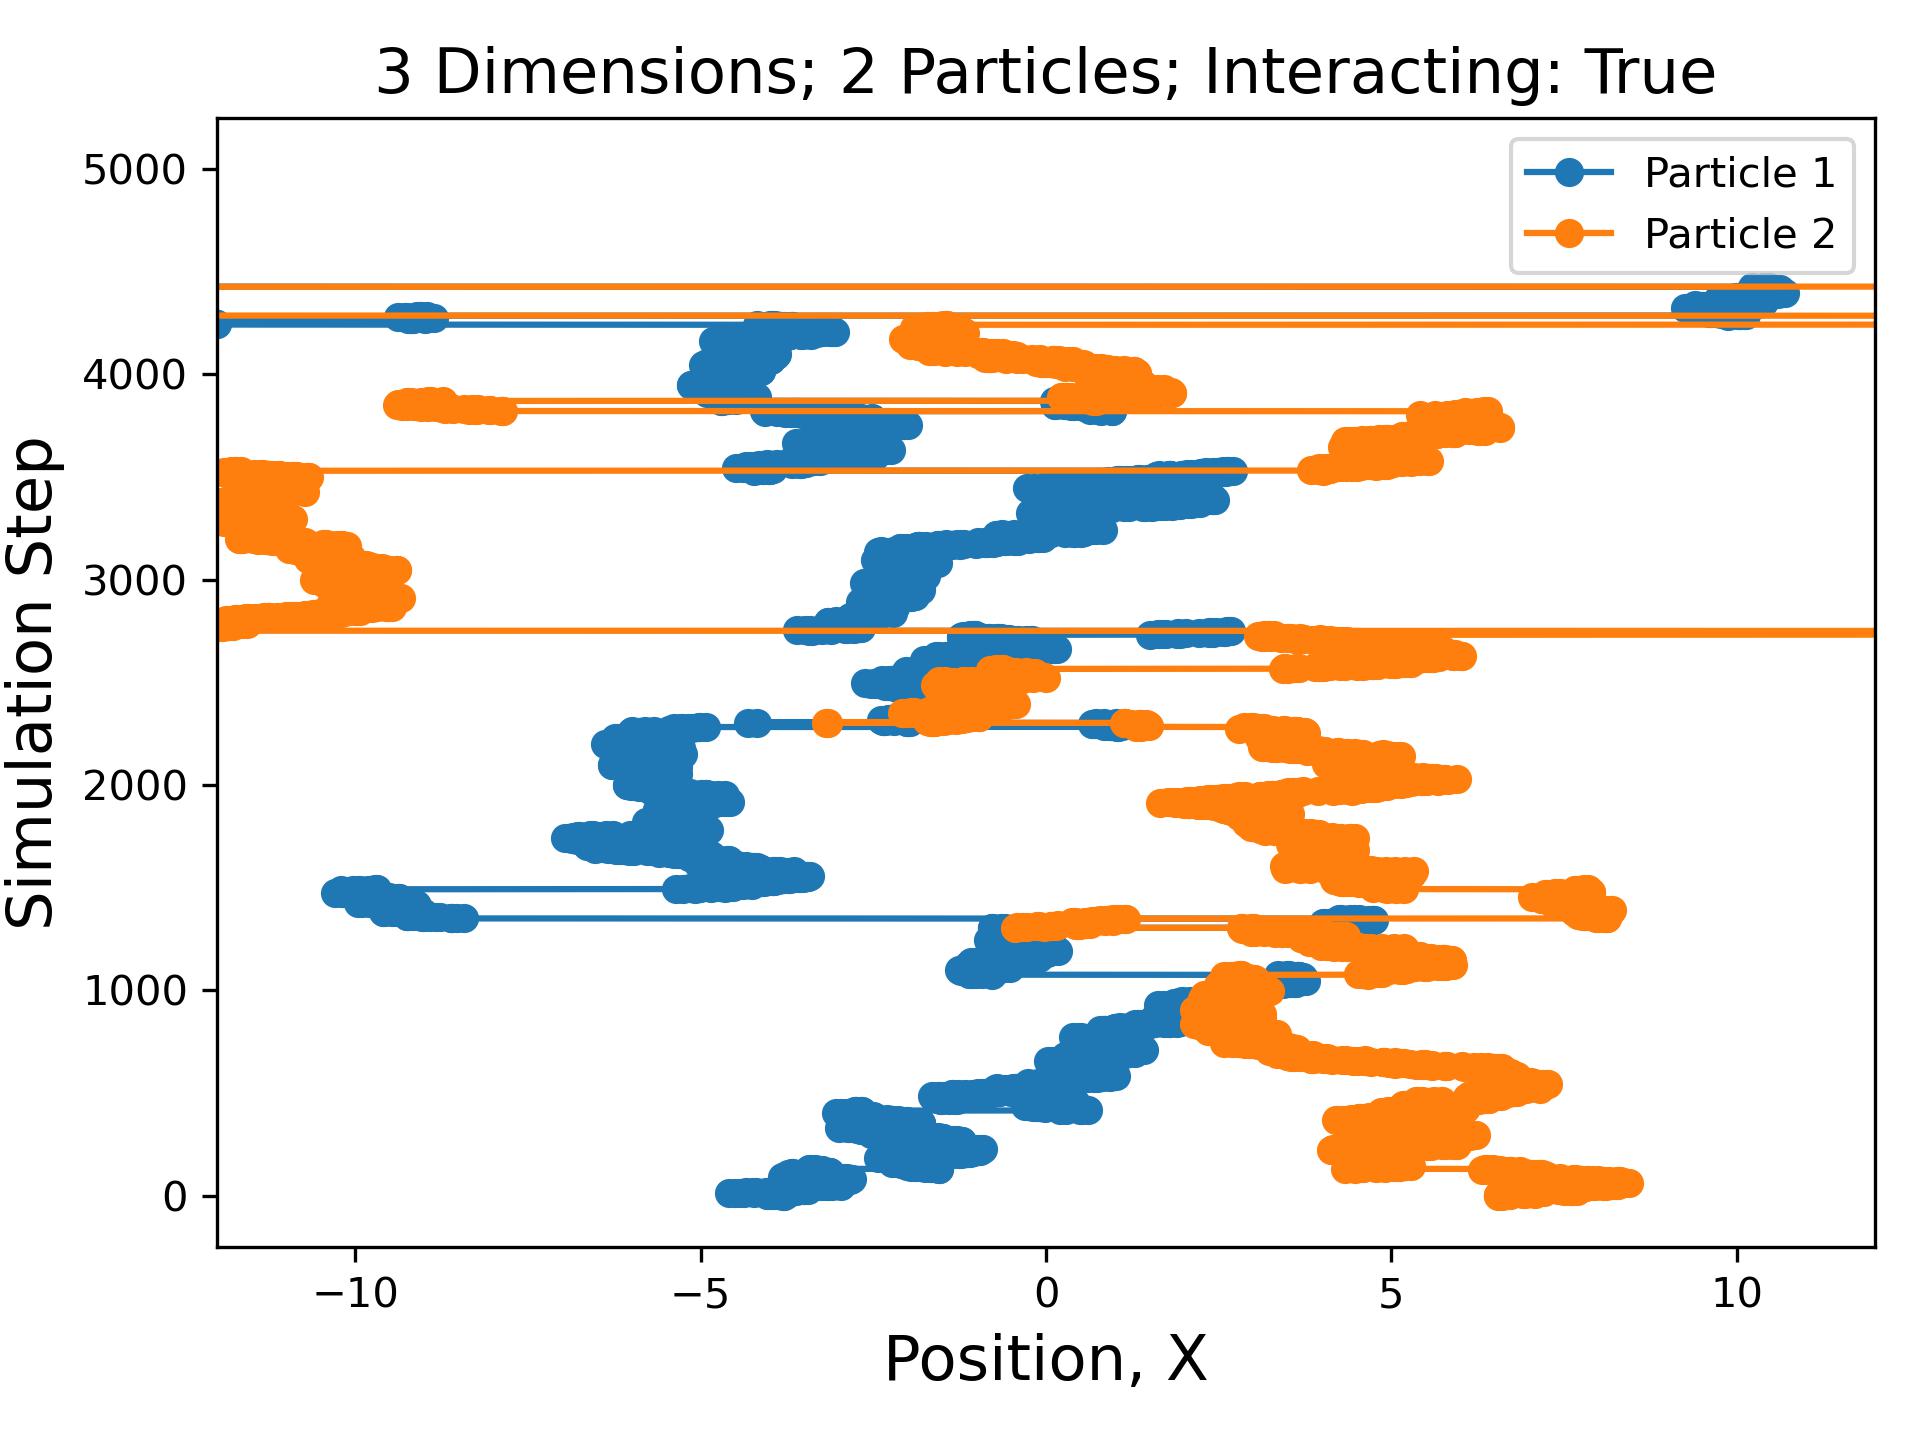 3 Dimensions; 2 Particles; Interacting: True
Particle 1
Particle 2
5000
4000
3000
2000
1000
0
Simulation Step
−10
−5
0
5
10
Position, X